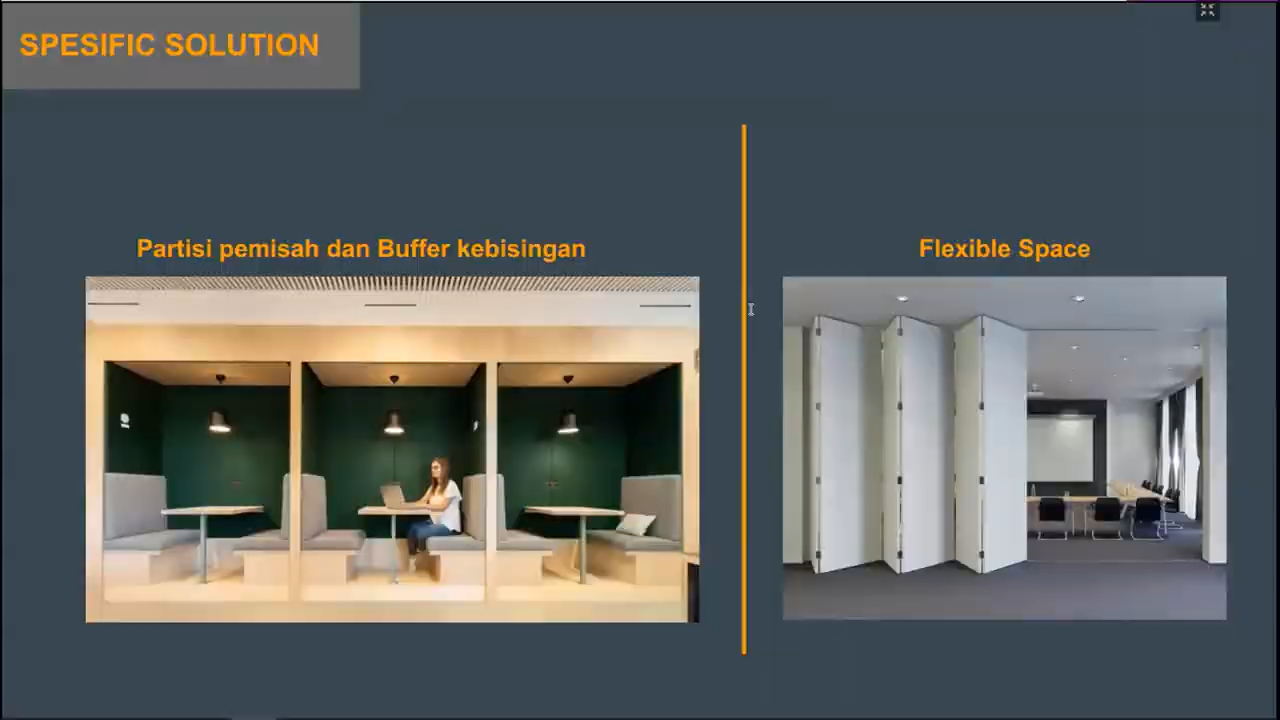 SPESIFIC SOLUTION
Partisi pemisah dan Buffer kebisingan
Flexible Space